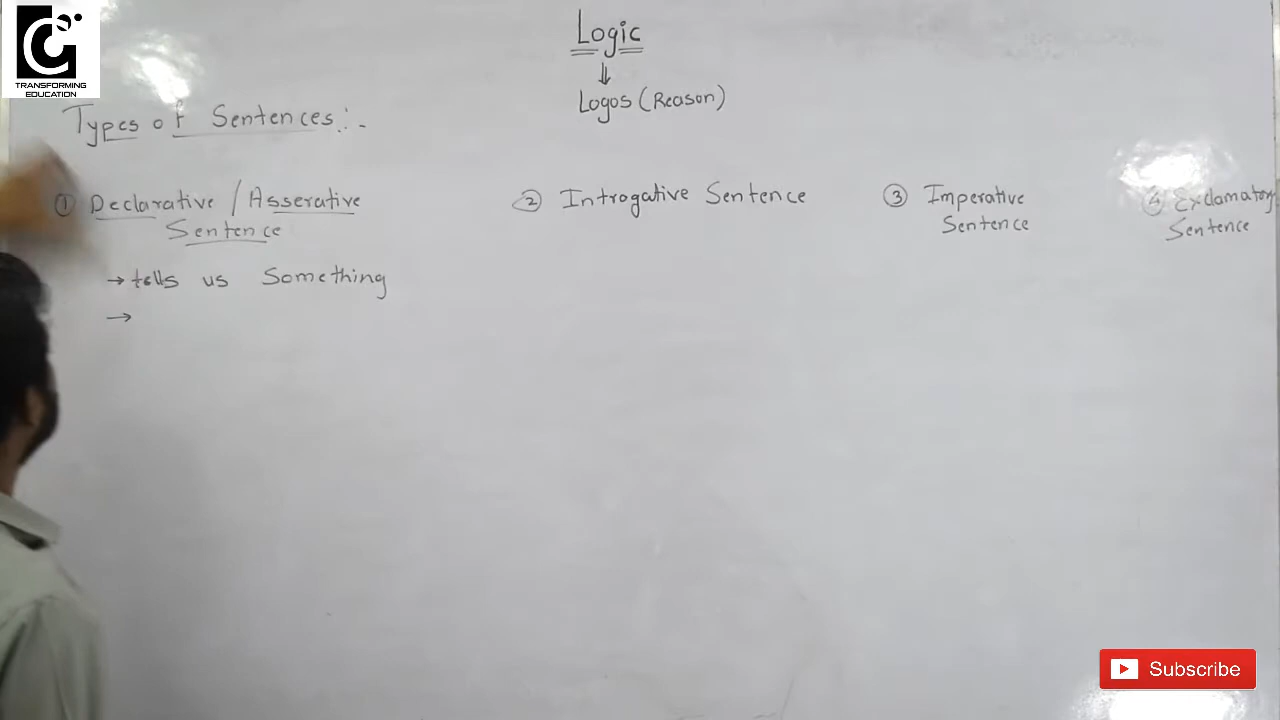 TRANSFORMING
EDUCATION
Logic
⇓
Logos (Reason)
Types of Sentences:-
① Declarative / Asserative
Sentence
→ tells us Something
→
② Introgative Sentence
③ Imperative
Sentence
④ Exclamatory
Sentence
Subscribe